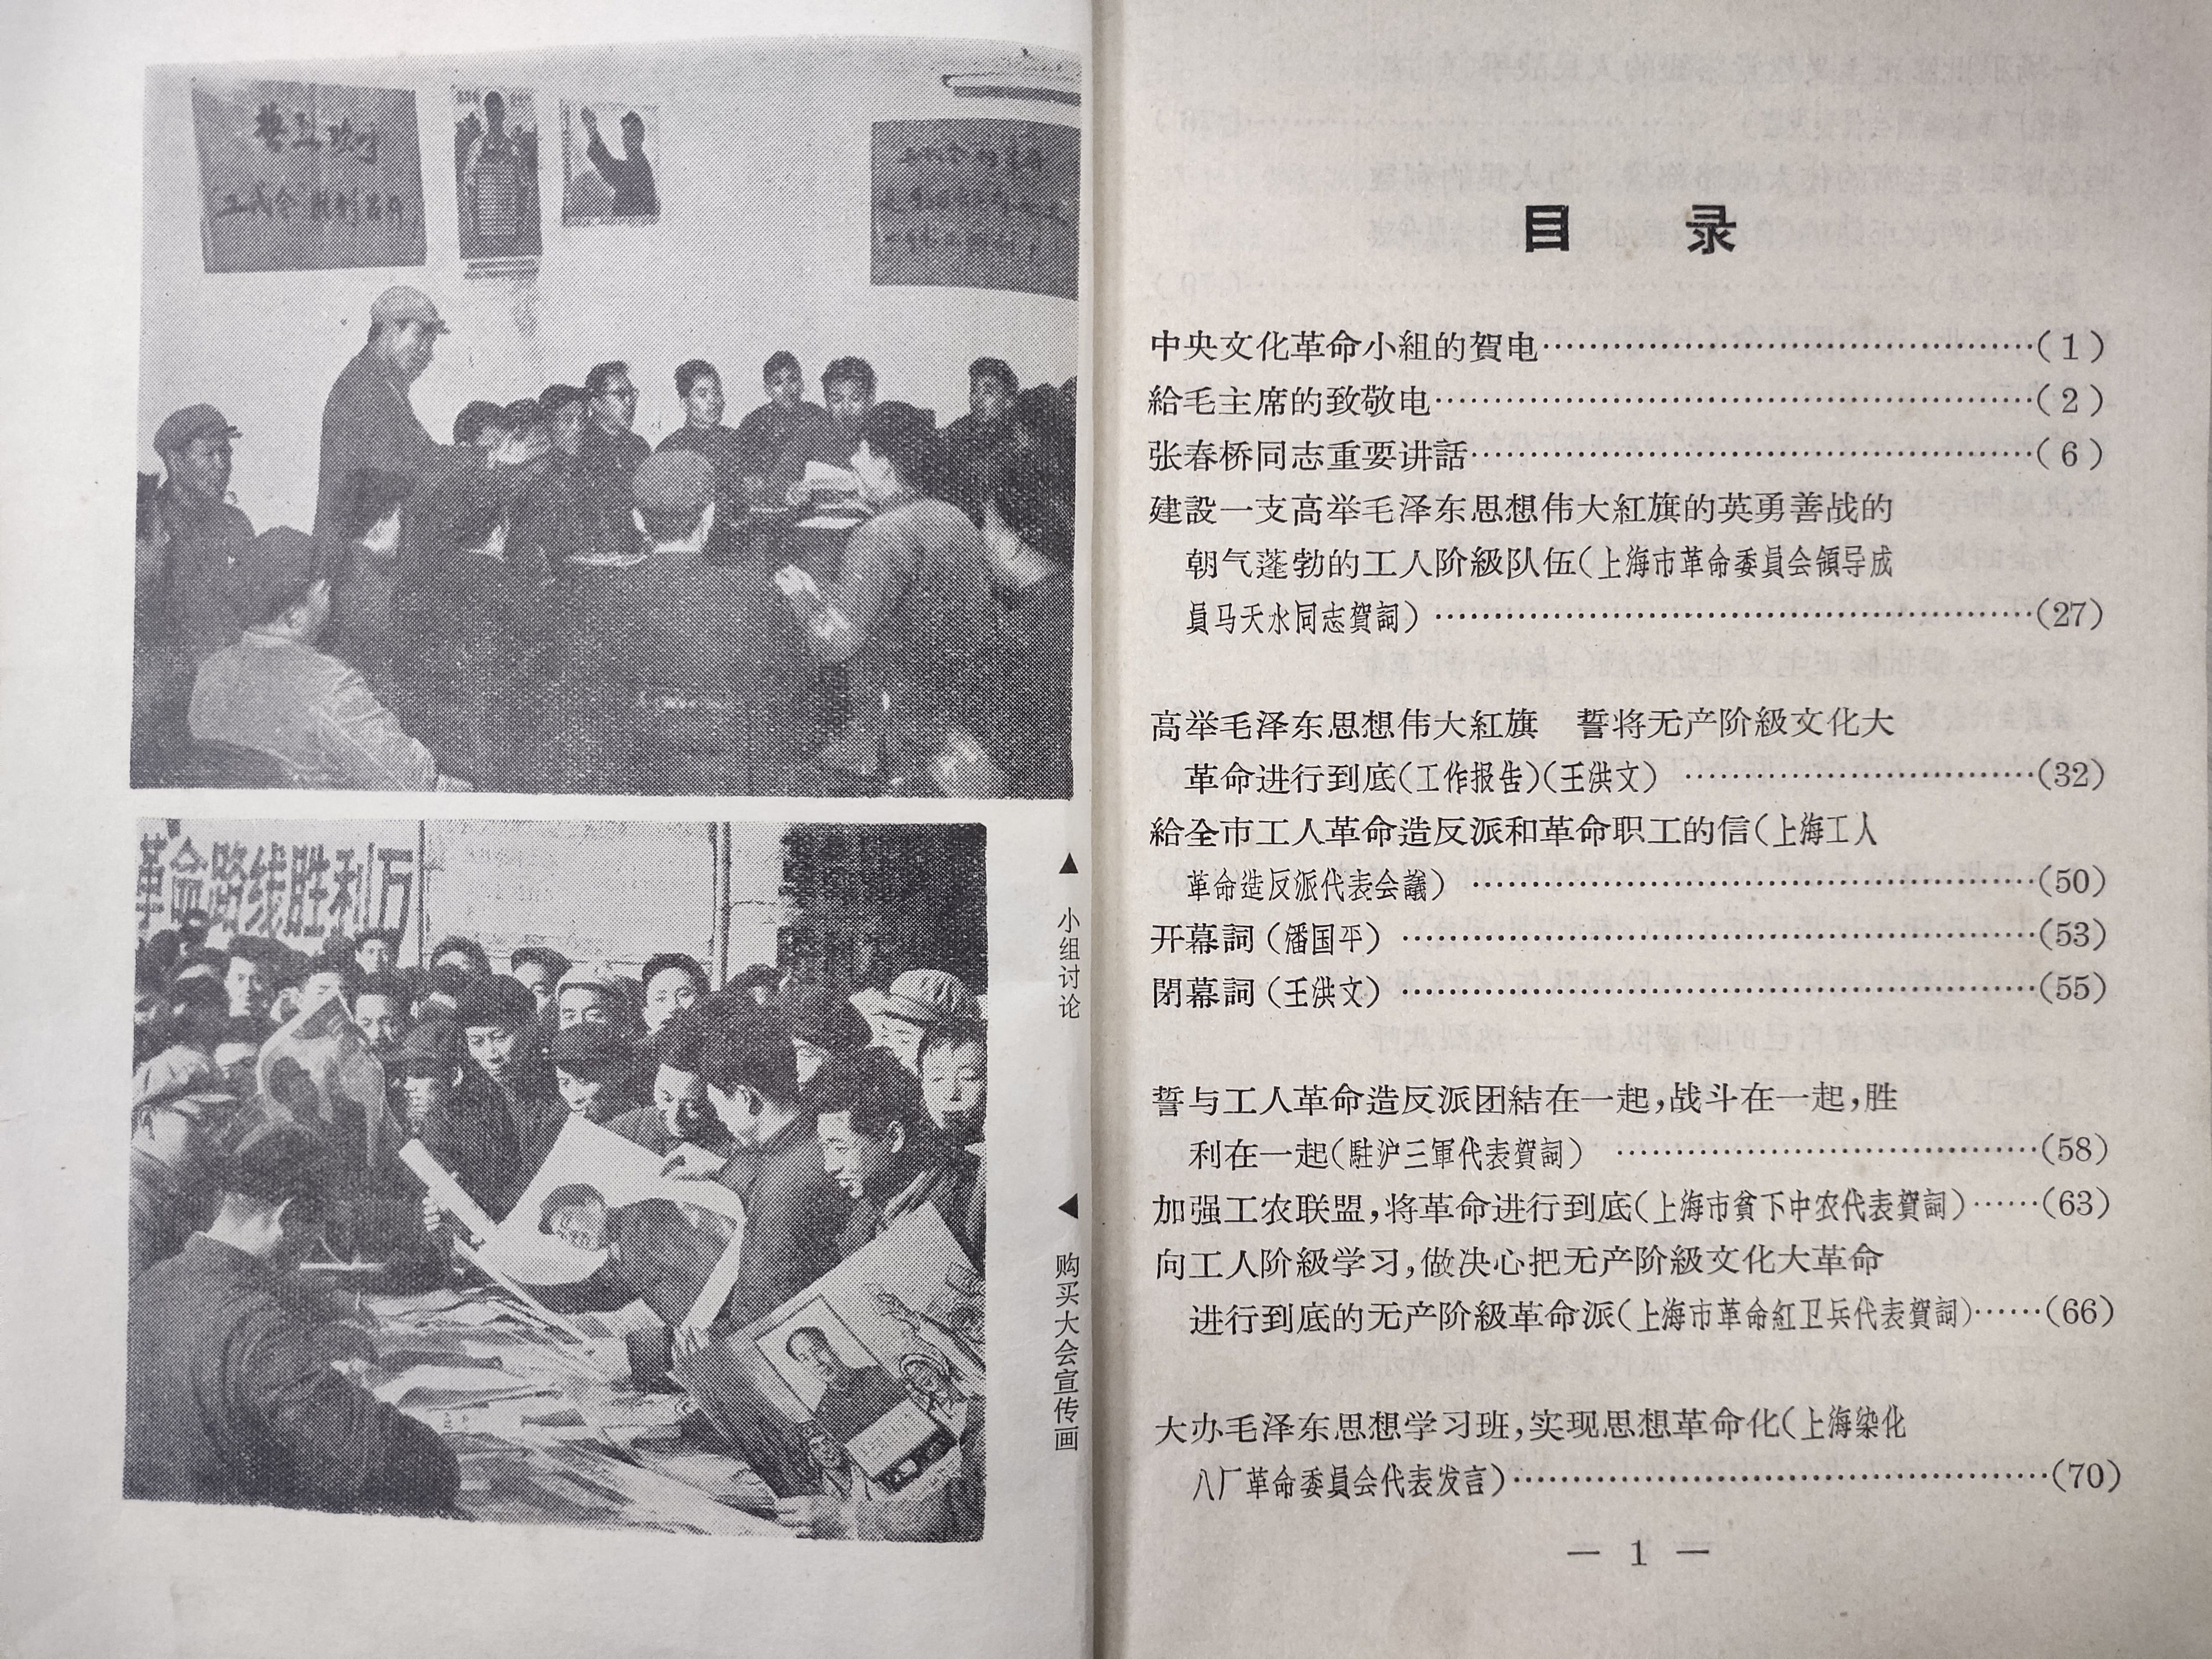 革命路线胜利万
▲ 小组讨论
◀ 购买大会宣传画
目 录
中央文化革命小組的賀电……………………………………(1)
給毛主席的致敬电……………………………………………(2)
张春桥同志重要讲話…………………………………………(6)
建設一支高举毛泽东思想伟大紅旗的英勇善战的
朝气蓬勃的工人阶級队伍(上海市革命委員会領导成
員马天水同志賀詞) ……………………………………………(27)
高举毛泽东思想伟大紅旗 誓将无产阶級文化大
革命进行到底(工作报告)(王洪文) …………………………(32)
給全市工人革命造反派和革命职工的信(上海工人
革命造反派代表会議) …………………………………………(50)
开幕詞(潘国平) ………………………………………………(53)
閉幕詞(王洪文) ………………………………………………(55)
誓与工人革命造反派团結在一起,战斗在一起,胜
利在一起(駐沪三軍代表賀詞) ………………………………(58)
加强工农联盟,将革命进行到底(上海市貧下中农代表賀詞)……(63)
向工人阶級学习,做决心把无产阶級文化大革命
进行到底的无产阶級革命派(上海市革命紅卫兵代表賀詞)……(66)
大办毛泽东思想学习班,实现思想革命化(上海染化
八厂革命委員会代表发言)………………………………………(70)
— 1 —